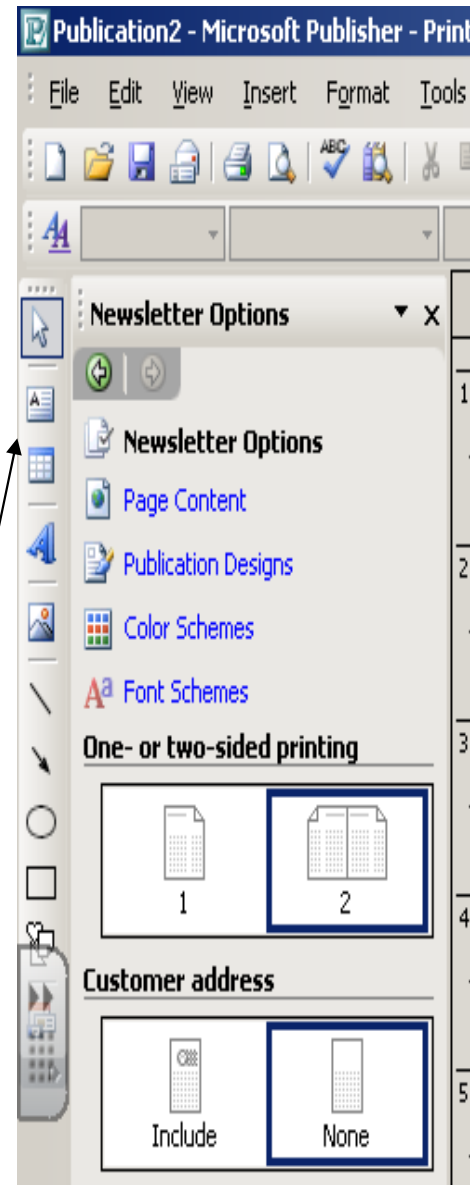 Publication2 - Microsoft Publisher - Print
File Edit View Insert Format Tools
ABC
Newsletter Options
Newsletter Options
Page Content
Publication Designs
Color Schemes
Font Schemes
One- or two-sided printing
1 2
Customer address
Include None
1
2
3
4
5